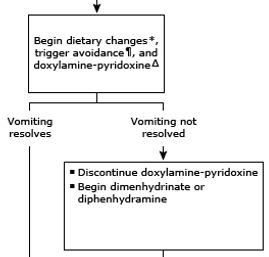 Begin dietary changes*,
trigger avoidance¶, and
doxylamine-pyridoxineΔ
Vomiting
resolves
Vomiting not
resolved
▪ Discontinue doxylamine-pyridoxine
▪ Begin dimenhydrinate or
diphenhydramine